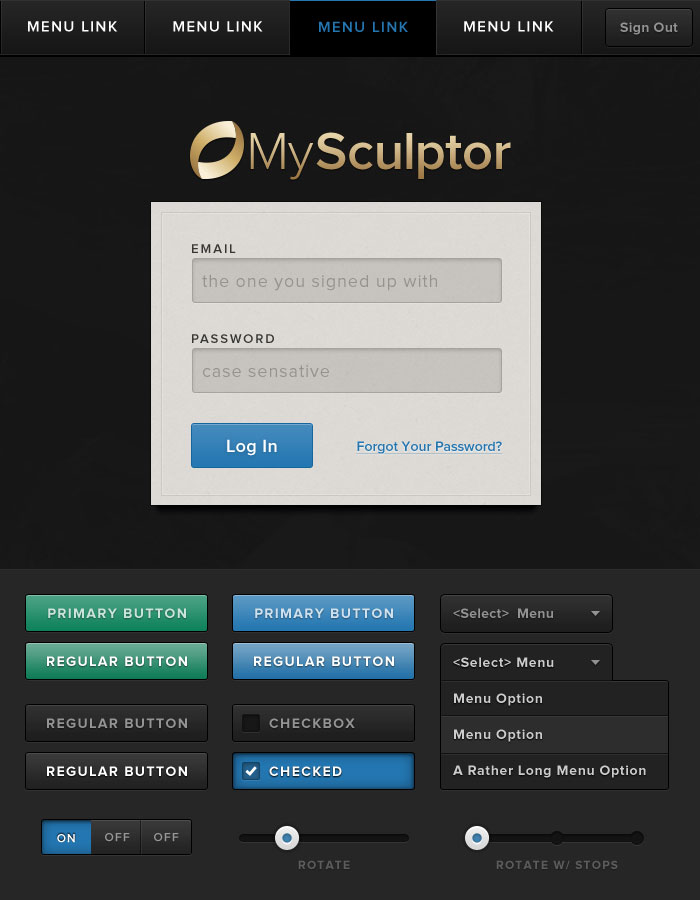 MENU LINK MENU LINK MENU LINK MENU LINK Sign Out
MySculptor
EMAIL
the one you signed up with
PASSWORD
case sensative
Log In Forgot Your Password?
PRIMARY BUTTON PRIMARY BUTTON <Select> Menu
REGULAR BUTTON REGULAR BUTTON <Select> Menu
Menu Option
REGULAR BUTTON CHECKBOX Menu Option
REGULAR BUTTON CHECKED A Rather Long Menu Option
ON OFF OFF
ROTATE ROTATE W/ STOPS